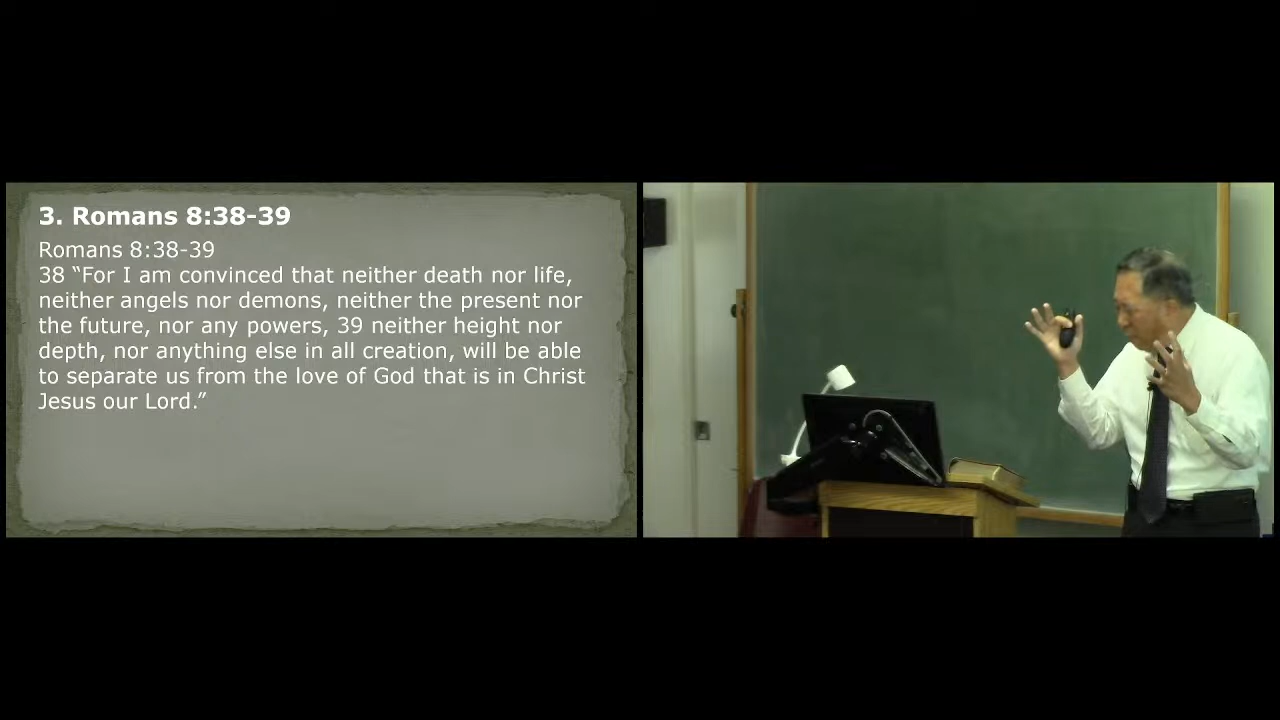 3. Romans 8:38-39
Romans 8:38-39
38 “For I am convinced that neither death nor life,
neither angels nor demons, neither the present nor
the future, nor any powers, 39 neither height nor
depth, nor anything else in all creation, will be able
to separate us from the love of God that is in Christ
Jesus our Lord.”